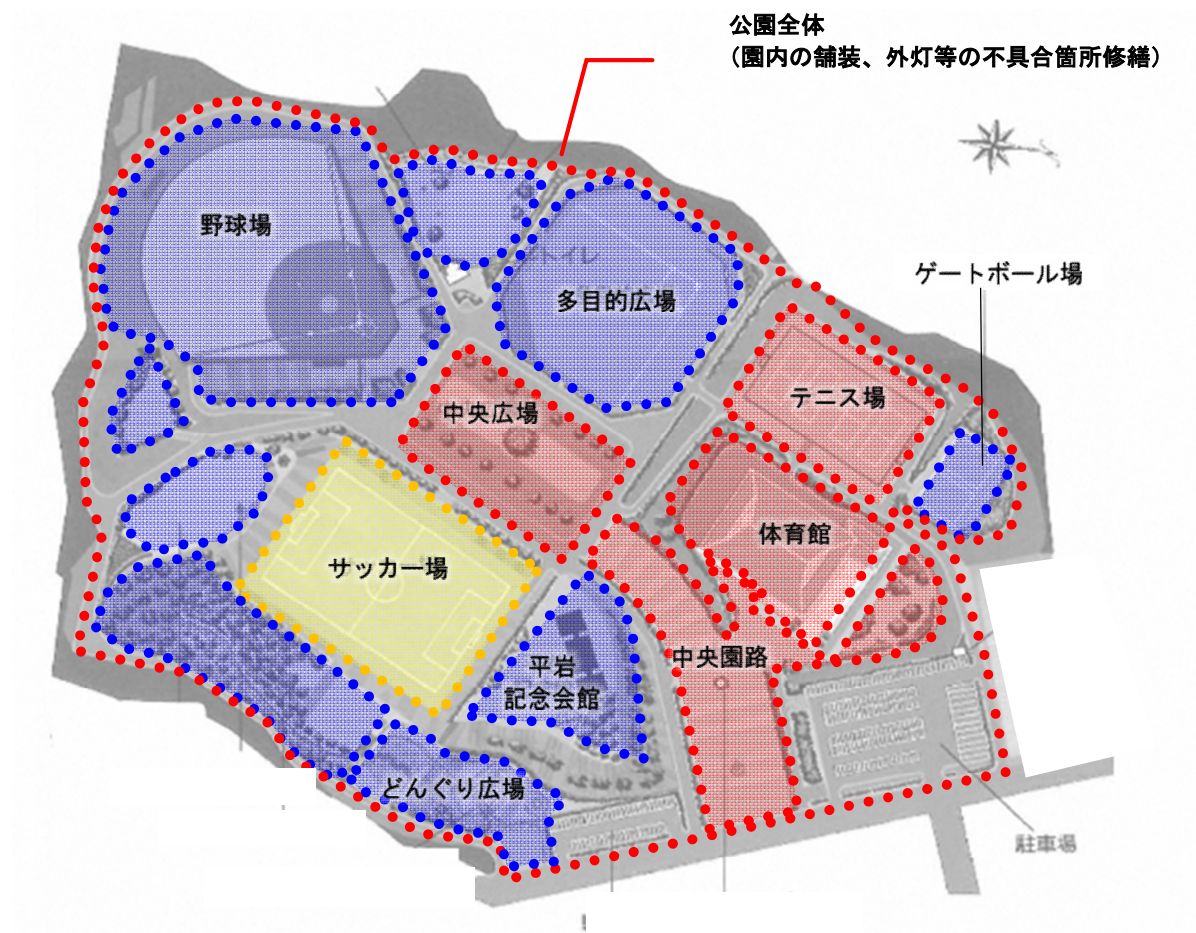 公園全体
（園内の舗装、外灯等の不具合箇所修繕）
野球場
トイレ
多目的広場
ゲートボール場
テニス場
中央広場
体育館
サッカー場
中央園路
平岩
記念会館
どんぐり広場
駐車場